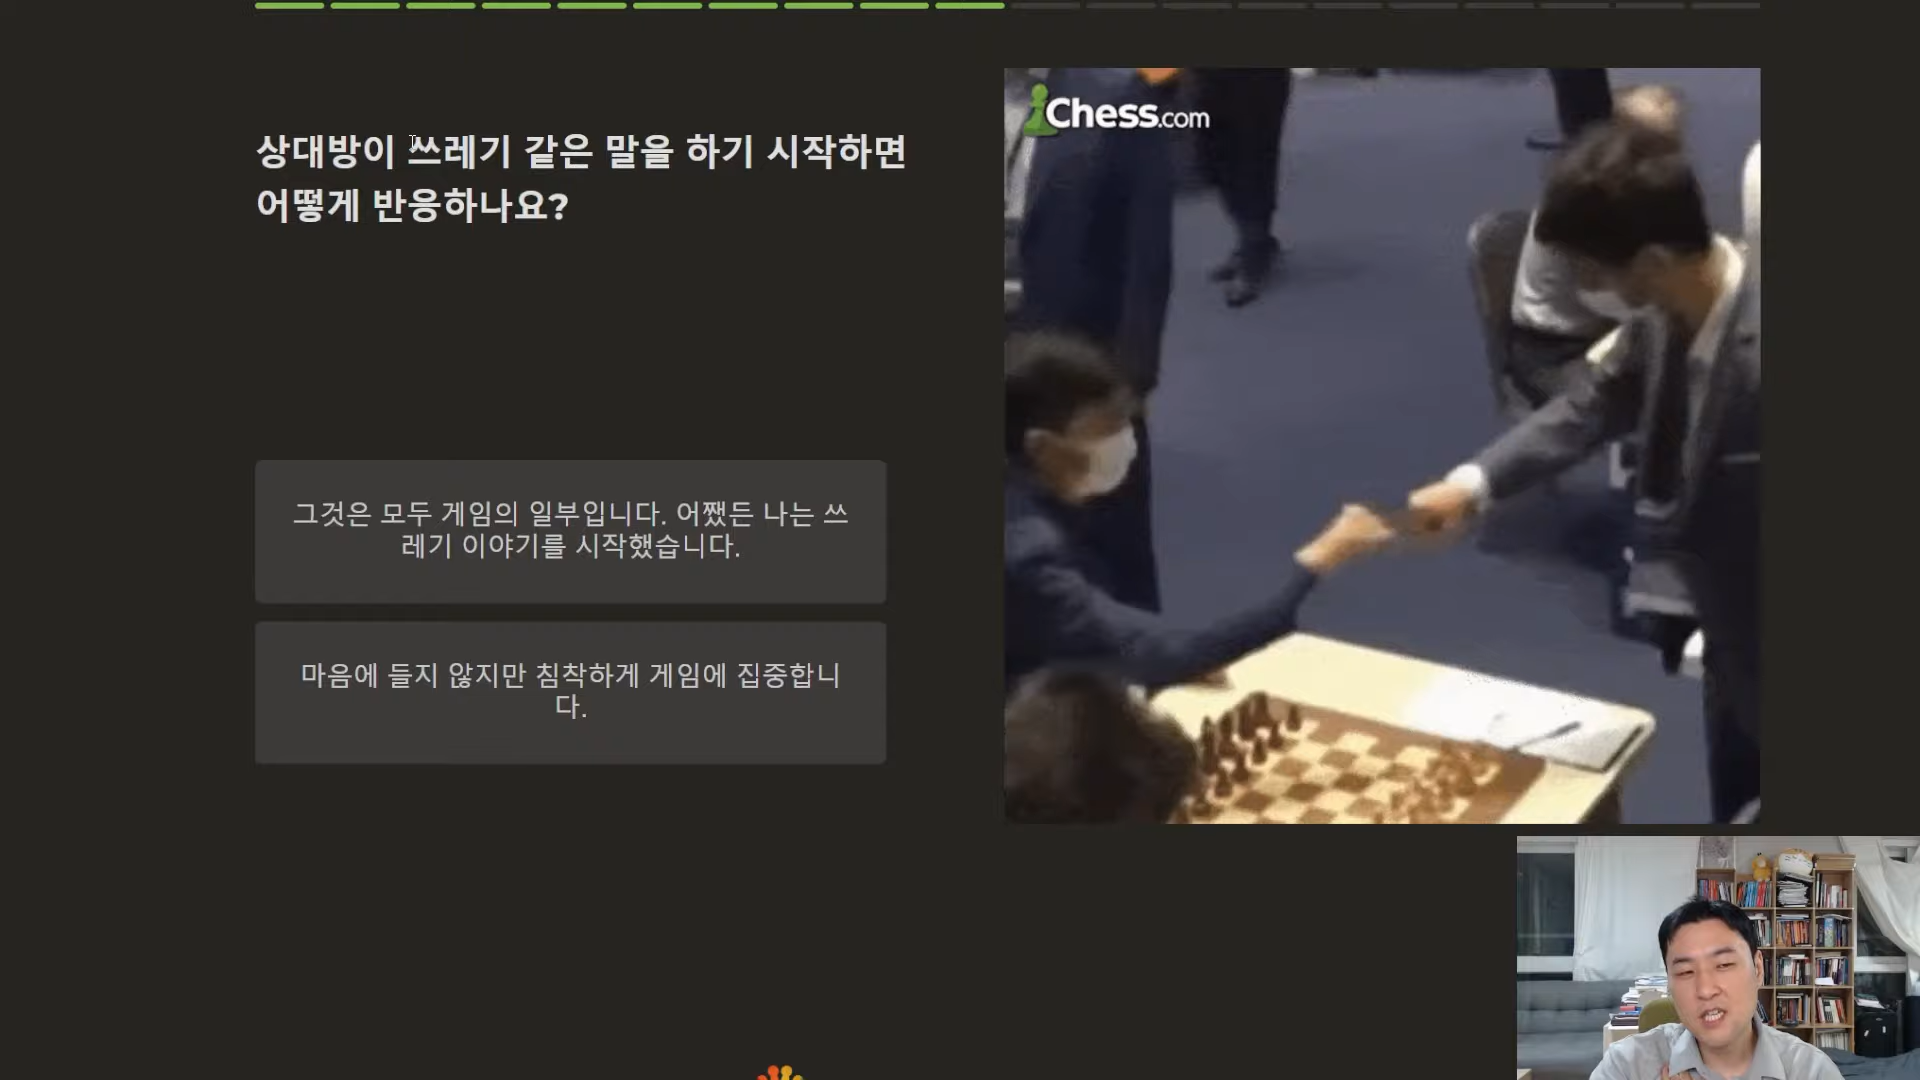 상대방이 쓰레기 같은 말을 하기 시작하면
어떻게 반응하나요?
그것은 모두 게임의 일부입니다. 어쨌든 나는 쓰
레기 이야기를 시작했습니다.
마음에 들지 않지만 침착하게 게임에 집중합니
다.
Chess.com